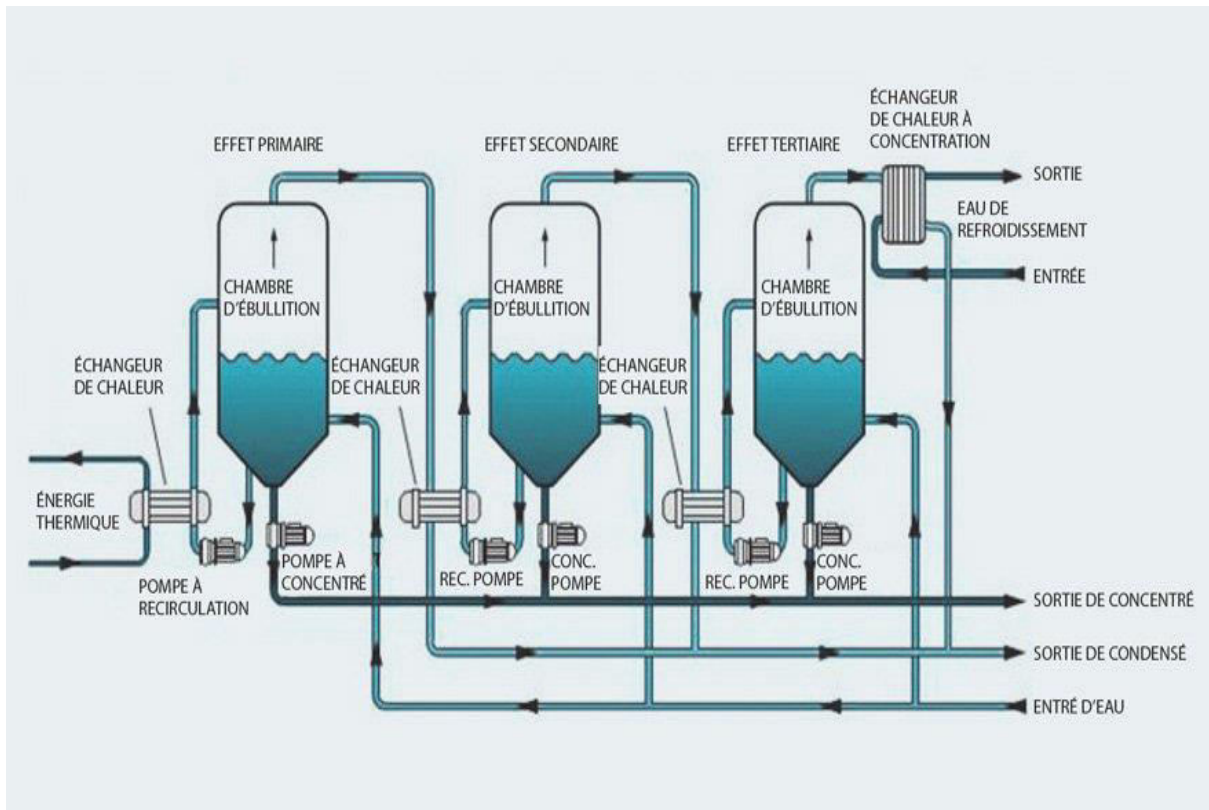 ÉCHANGEUR
DE CHALEUR À
CONCENTRATION
EFFET PRIMAIRE
EFFET SECONDAIRE
EFFET TERTIAIRE
SORTIE
EAU DE
REFROIDISSEMENT
ENTRÉE
CHAMBRE
D'ÉBULLITION
CHAMBRE
D'ÉBULLITION
CHAMBRE
D'ÉBULLITION
ÉCHANGEUR
DE CHALEUR
ÉCHANGEUR
DE CHALEUR
ÉCHANGEUR
DE CHALEUR
ÉNERGIE
THERMIQUE
POMPE À
RECIRCULATION
POMPE À
CONCENTRÉ
REC. POMPE
CONC.
POMPE
REC. POMPE
CONC.
POMPE
SORTIE DE CONCENTRÉ
SORTIE DE CONDENSÉ
ENTRÉ D'EAU